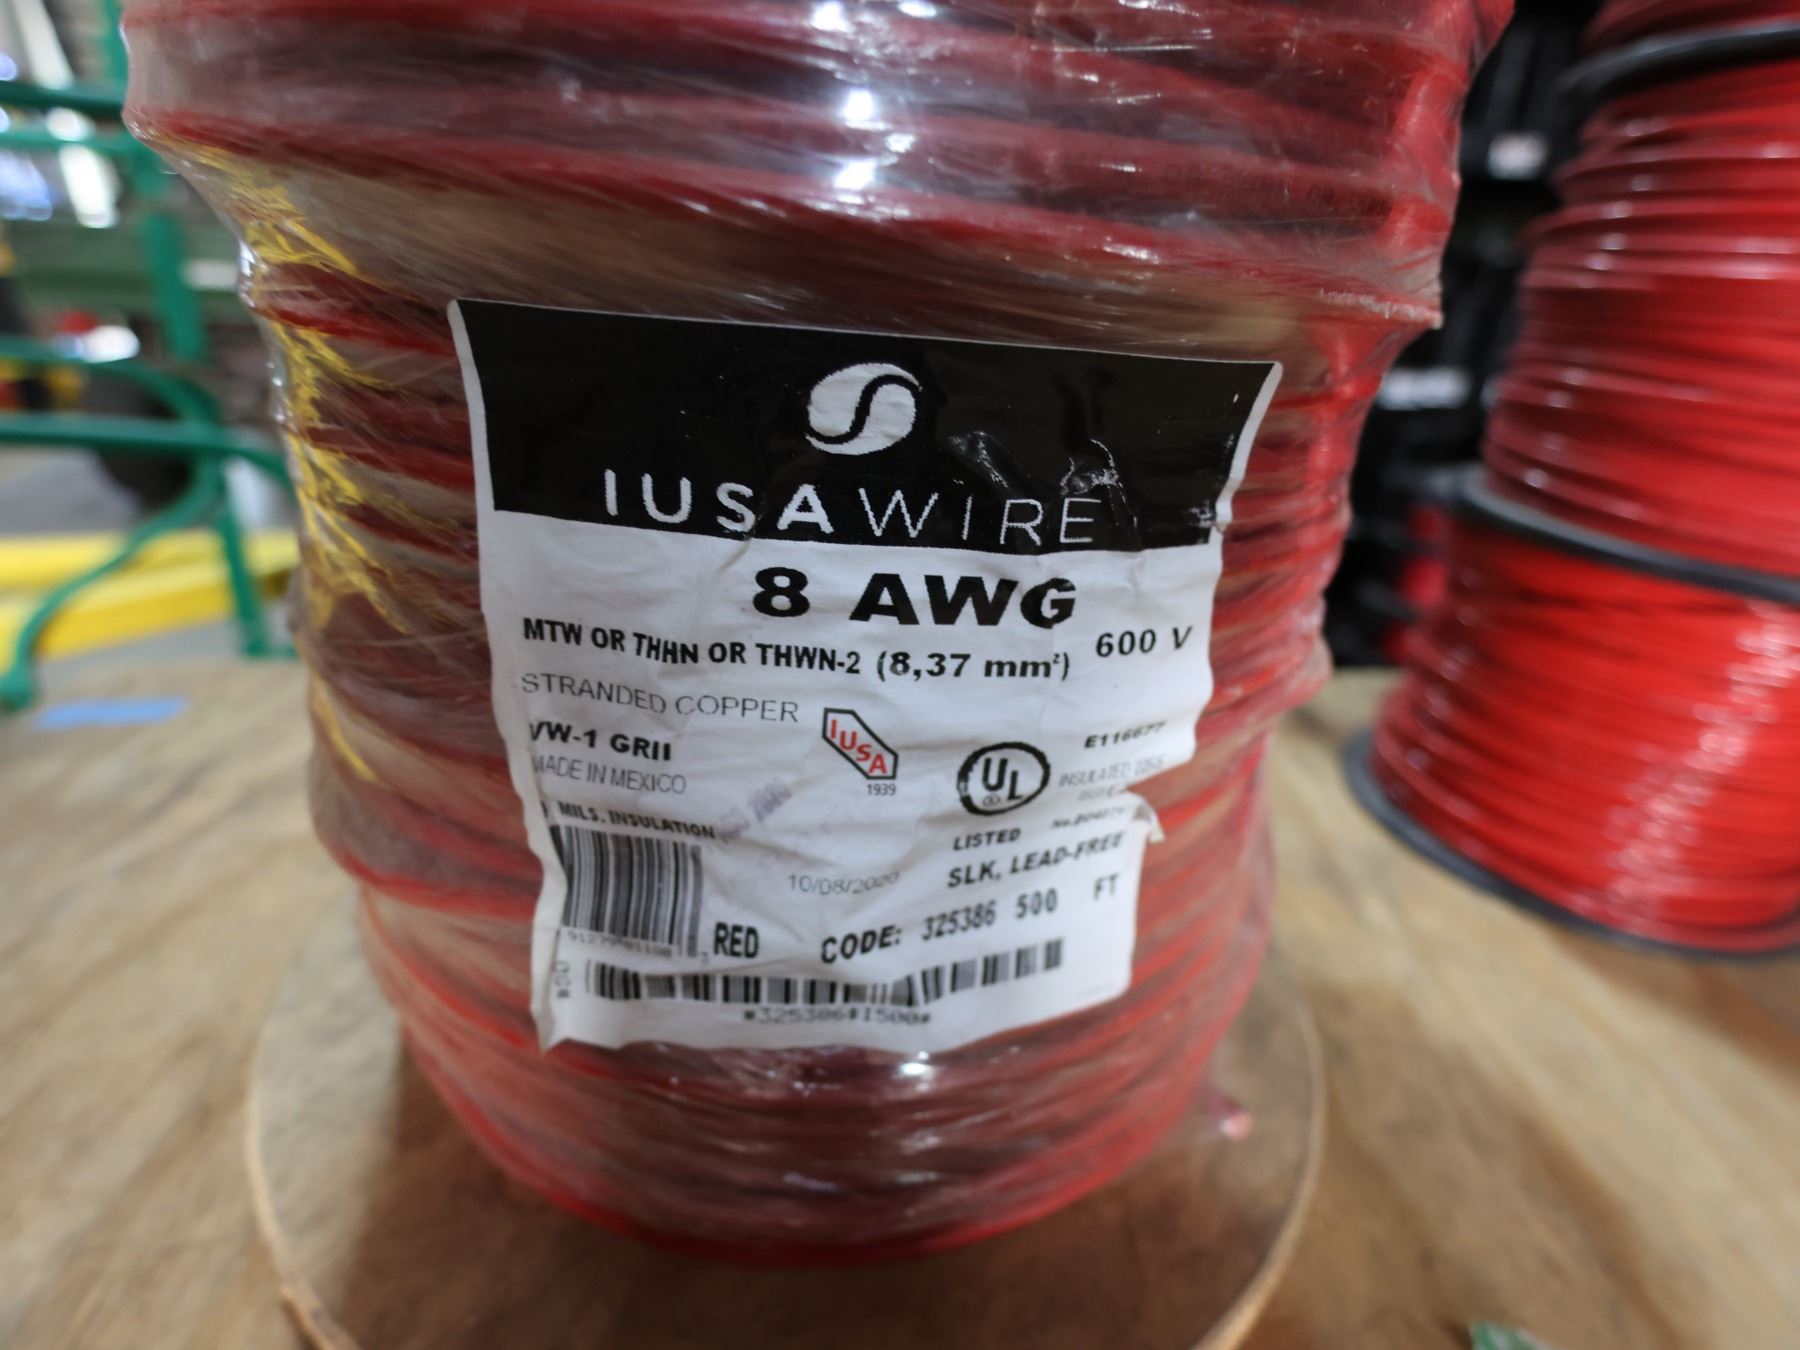 IUSAWIRE
8 AWG
MTW OR THHN OR THWN-2 (8,37 mm²) 600 V
STRANDED COPPER
VW-1 GRII
MADE IN MEXICO
IUSA
1939
UL
LISTED
E116677
INSULATED
MILS. INSULATION
SLK, LEAD-FREE
10/08/2020
RED CODE: 325386 500 FT